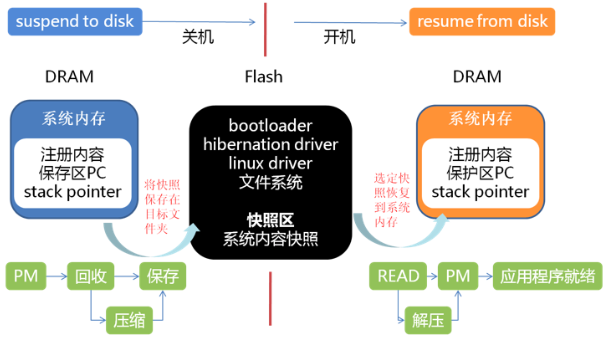 suspend to disk
关机
开机
resume from disk
DRAM
Flash
DRAM
系统内存
注册内容
保存区PC
stack pointer
将快照
保存在
目标文
件夹
bootloader
hibernation driver
linux driver
文件系统
快照区
系统内容快照
选定快
照恢复
到系统
内存
系统内存
注册内容
保护区PC
stack pointer
PM
回收
保存
压缩
READ
PM
应用程序就绪
解压